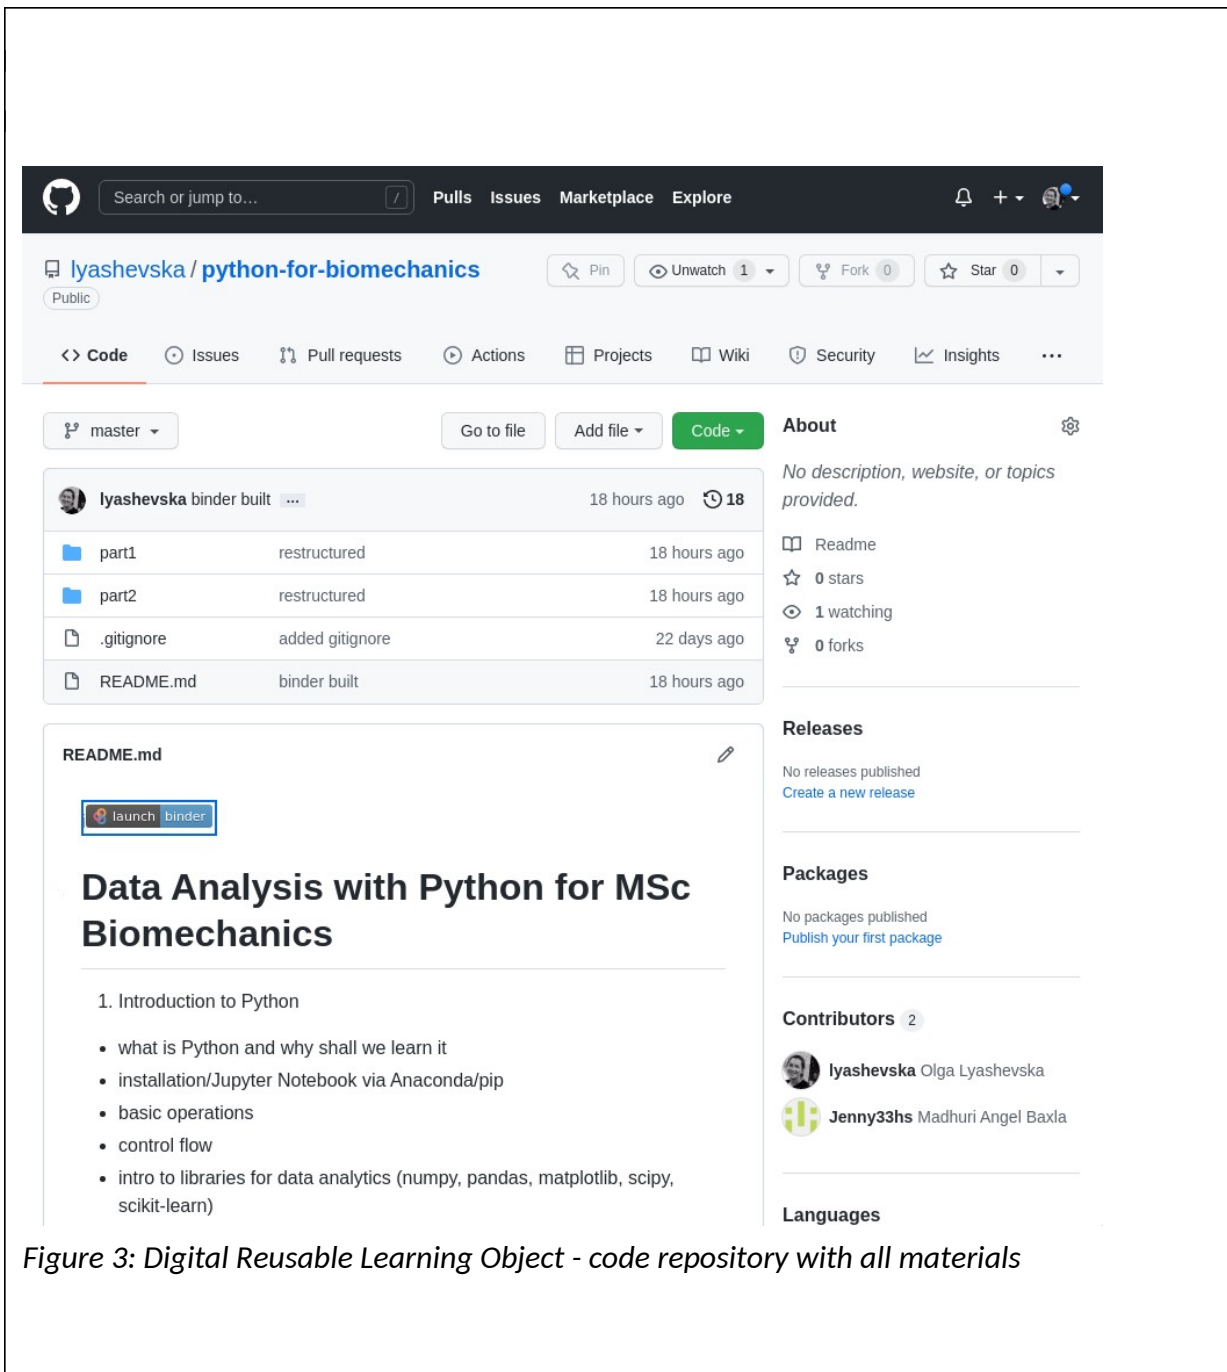 Search or jump to... /
Pulls Issues Marketplace Explore
lyashevska / python-for-biomechanics
Pin Unwatch 1 Fork 0 Star 0
Public
Code Issues Pull requests Actions Projects Wiki Security Insights ...
master Go to file Add file Code
lyashevska binder built ... 18 hours ago 18
part1 restructured 18 hours ago
part2 restructured 18 hours ago
.gitignore added gitignore 22 days ago
README.md binder built 18 hours ago
README.md
launch binder
Data Analysis with Python for MSc
Biomechanics
1. Introduction to Python
• what is Python and why shall we learn it
• installation/Jupyter Notebook via Anaconda/pip
• basic operations
• control flow
• intro to libraries for data analytics (numpy, pandas, matplotlib, scipy,
scikit-learn)
About
No description, website, or topics
provided.
Readme
0 stars
1 watching
0 forks
Releases
No releases published
Create a new release
Packages
No packages published
Publish your first package
Contributors 2
lyashevska Olga Lyashevska
Jenny33hs Madhuri Angel Baxla
Languages
Figure 3: Digital Reusable Learning Object - code repository with all materials